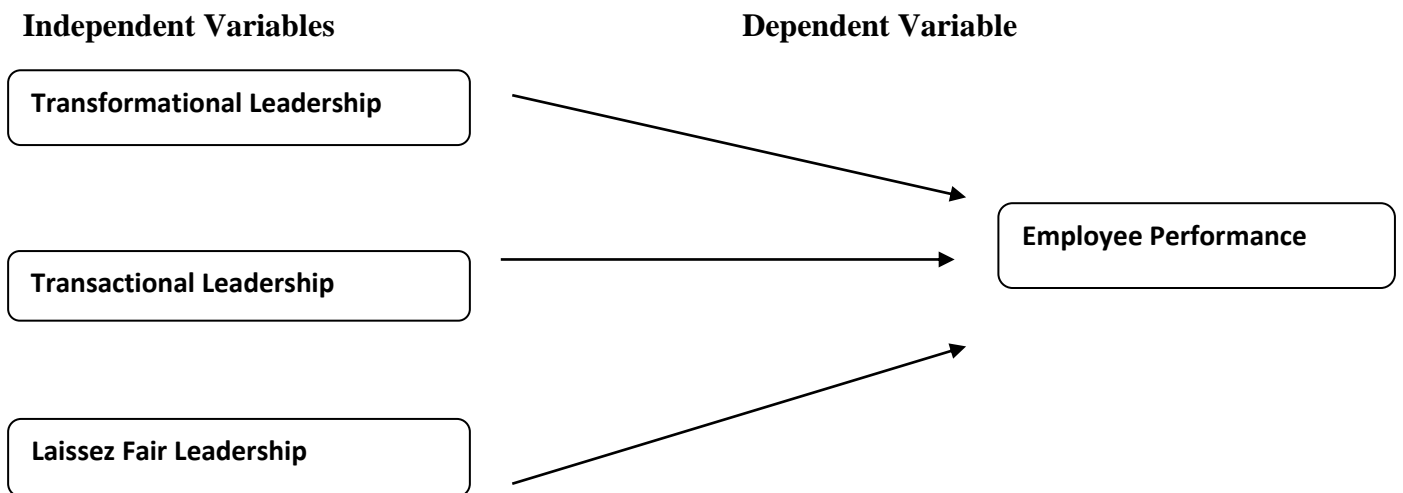 Independent Variables
Dependent Variable
Transformational Leadership
Employee Performance
Transactional Leadership
Laissez Fair Leadership